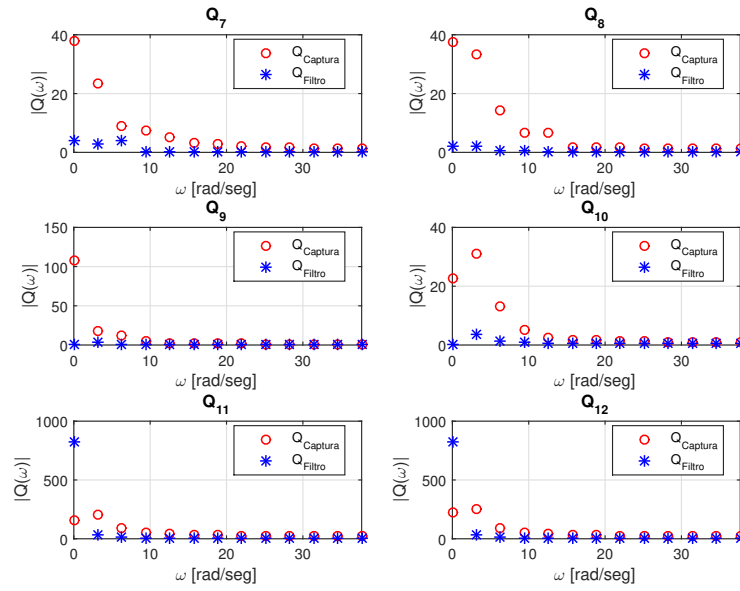 Q7
|Q(ω)|
40
20
0
0 10 20 30
ω [rad/seg]
QCaptura
QFiltro
Q8
|Q(ω)|
40
20
0
0 10 20 30
ω [rad/seg]
QCaptura
QFiltro
Q9
|Q(ω)|
150
100
50
0
0 10 20 30
ω [rad/seg]
QCaptura
QFiltro
Q10
|Q(ω)|
40
20
0
0 10 20 30
ω [rad/seg]
QCaptura
QFiltro
Q11
|Q(ω)|
1000
500
0
0 10 20 30
ω [rad/seg]
QCaptura
QFiltro
Q12
|Q(ω)|
1000
500
0
0 10 20 30
ω [rad/seg]
QCaptura
QFiltro